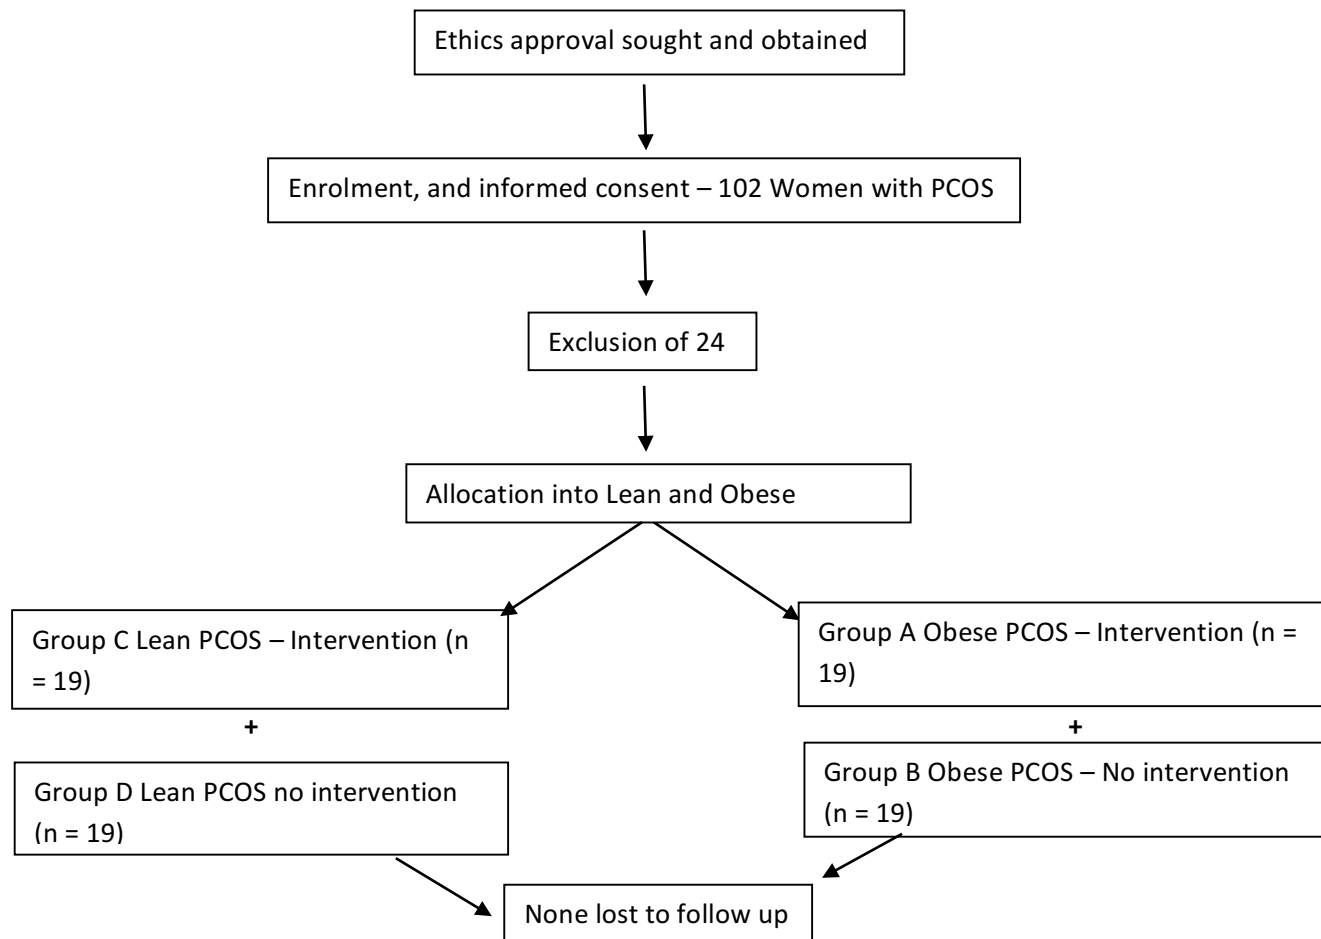 Ethics approval sought and obtained
Enrolment, and informed consent – 102 Women with PCOS
Exclusion of 24
Allocation into Lean and Obese
Group C Lean PCOS – Intervention (n
= 19)
+
Group D Lean PCOS no intervention
(n = 19)
Group A Obese PCOS – Intervention (n =
19)
+
Group B Obese PCOS – No intervention
(n = 19)
None lost to follow up